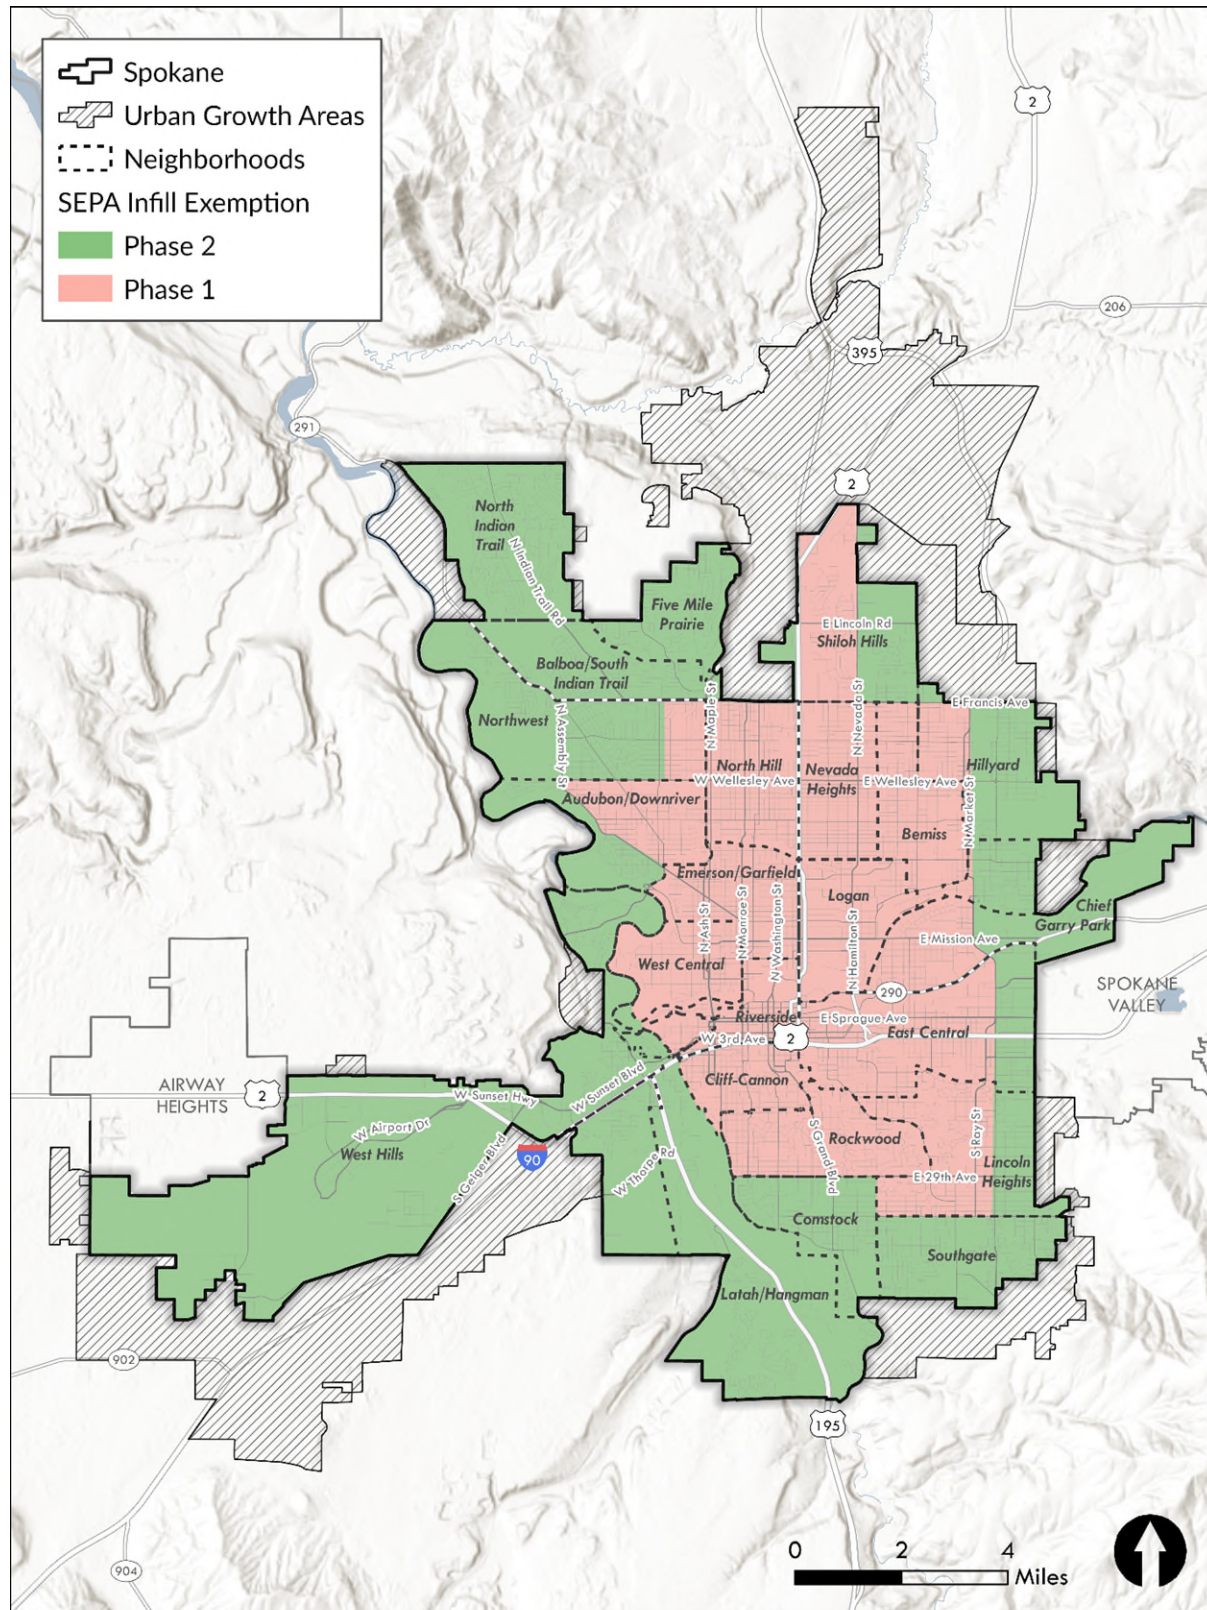 Spokane
Urban Growth Areas
Neighborhoods
SEPA Infill Exemption
Phase 2
Phase 1
2
206
395
291
2
North
Indian
Trail
N Indian Trail Rd
Five Mile
Prairie
E Lincoln Rd
Shiloh Hills
Balboa/South
Indian Trail
N Maple St
N Nevada St
E Francis Ave
Northwest
N Assembly St
North Hill
Nevada
Heights
Hillyard
W Wellesley Ave
E Wellesley Ave
Audubon/Downriver
N Market St
Bemiss
Emerson/Garfield
Logan
Chief
Garry Park
N Ash St
N Monroe St
N Washington St
N Hamilton St
E Mission Ave
West Central
290
SPOKANE
VALLEY
Riverside
E Sprague Ave
East Central
W 3rd Ave
2
Cliff-Cannon
W Sunset Blvd
AIRWAY
HEIGHTS
2
W Sunset Hwy
W Airport Dr
West Hills
S Geiger Blvd
90
W Thorpe Rd
S Grand Blvd
Rockwood
S Ray St
E 29th Ave
Lincoln
Heights
Comstock
Southgate
Latah/Hangman
902
195
904
0 2 4
Miles